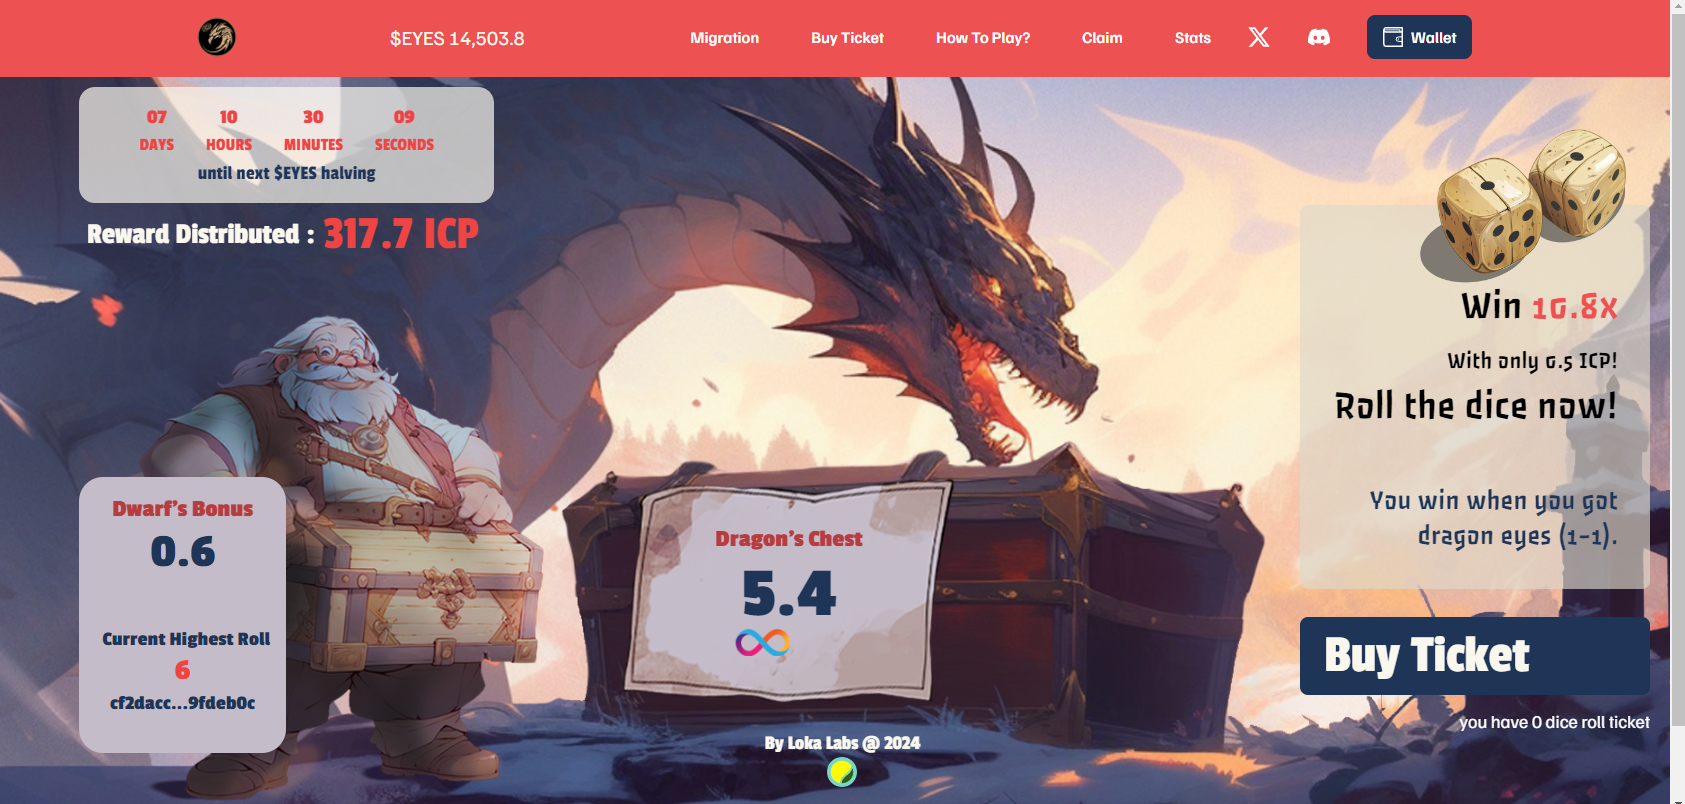 $EYES 14,503.8
Migration
Buy Ticket
How To Play?
Claim
Stats
Wallet
07 10 30 09
DAYS HOURS MINUTES SECONDS
until next $EYES halving
Reward Distributed : 317.7 ICP
Win 10.8x
With only 0.5 ICP!
Roll the dice now!
You win when you got
dragon eyes (1-1).
Buy Ticket
you have 0 dice roll ticket
Dwarf's Bonus
0.6
Current Highest Roll
6
cf2dacc...9fdeb0c
Dragon's Chest
5.4
By Loka Labs @ 2024